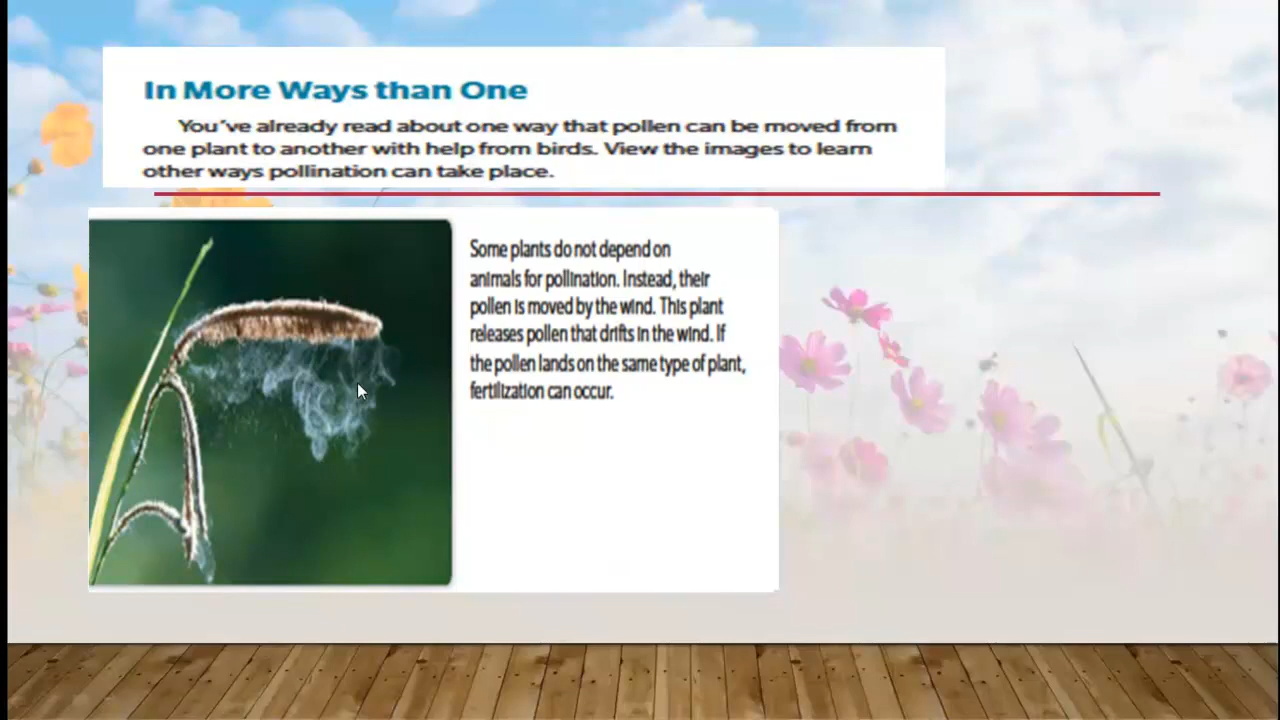 In More Ways than One
You've already read about one way that pollen can be moved from
one plant to another with help from birds. View the images to learn
other ways pollination can take place.
Some plants do not depend on
animals for pollination. Instead, their
pollen is moved by the wind. This plant
releases pollen that drifts in the wind. If
the pollen lands on the same type of plant,
fertilization can occur.